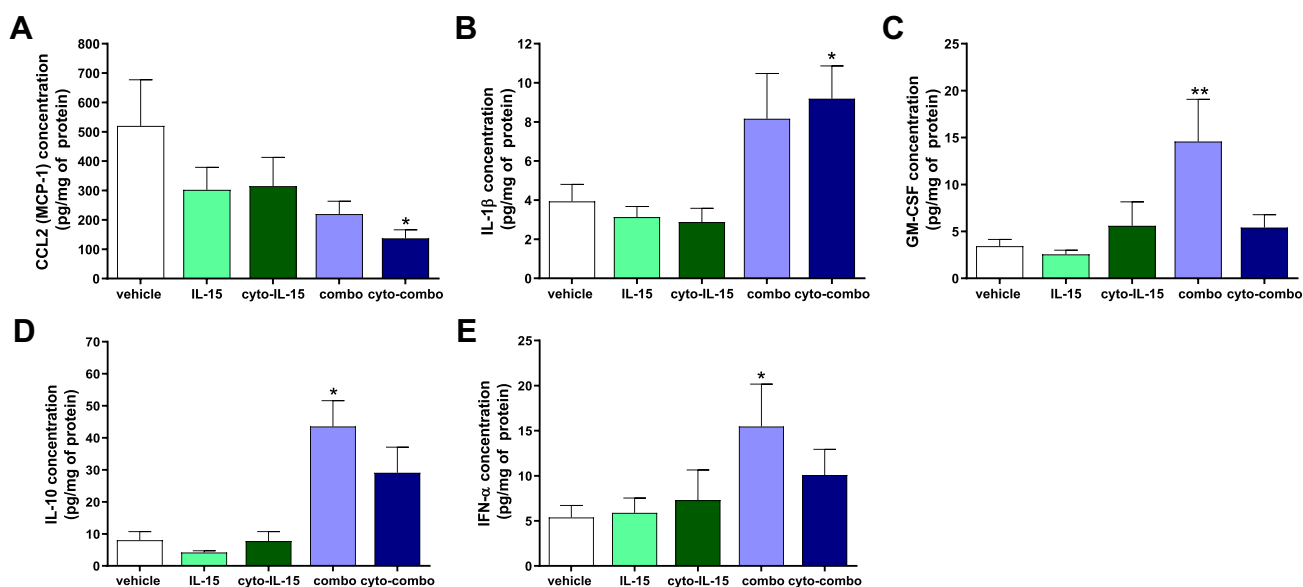 A
CCL2 (MCP-1) concentration
(pg/mg of protein)
800
700
600
500
400
300
200
100
0
*
vehicle IL-15 cyto-IL-15 combo cyto-combo
B
IL-1β concentration
(pg/mg of protein)
12
10
8
6
4
2
0
*
vehicle IL-15 cyto-IL-15 combo cyto-combo
C
GM-CSF concentration
(pg/mg of protein)
25
20
15
10
5
0
**
vehicle IL-15 cyto-IL-15 combo cyto-combo
D
IL-10 concentration
(pg/mg of protein)
70
60
50
40
30
20
10
0
*
vehicle IL-15 cyto-IL-15 combo cyto-combo
E
IFN-α concentration
(pg/mg of protein)
25
20
15
10
5
0
*
vehicle IL-15 cyto-IL-15 combo cyto-combo